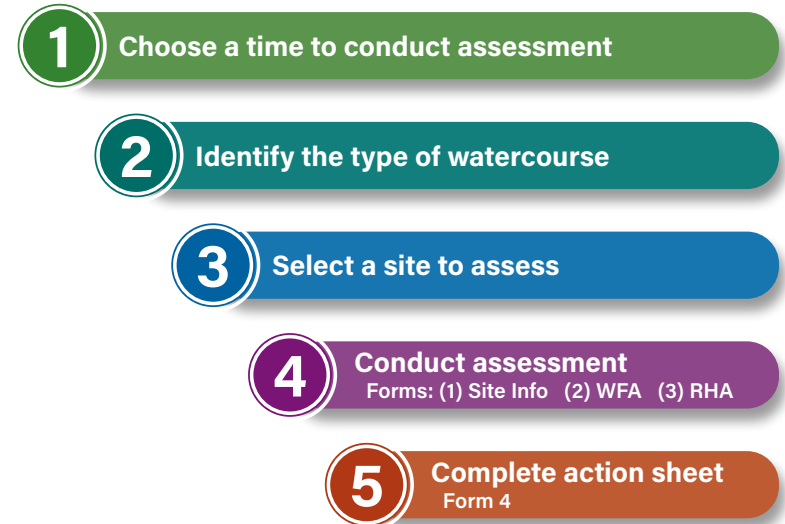 1 Choose a time to conduct assessment
2 Identify the type of watercourse
3 Select a site to assess
4 Conduct assessment
Forms: (1) Site Info (2) WFA (3) RHA
5 Complete action sheet
Form 4